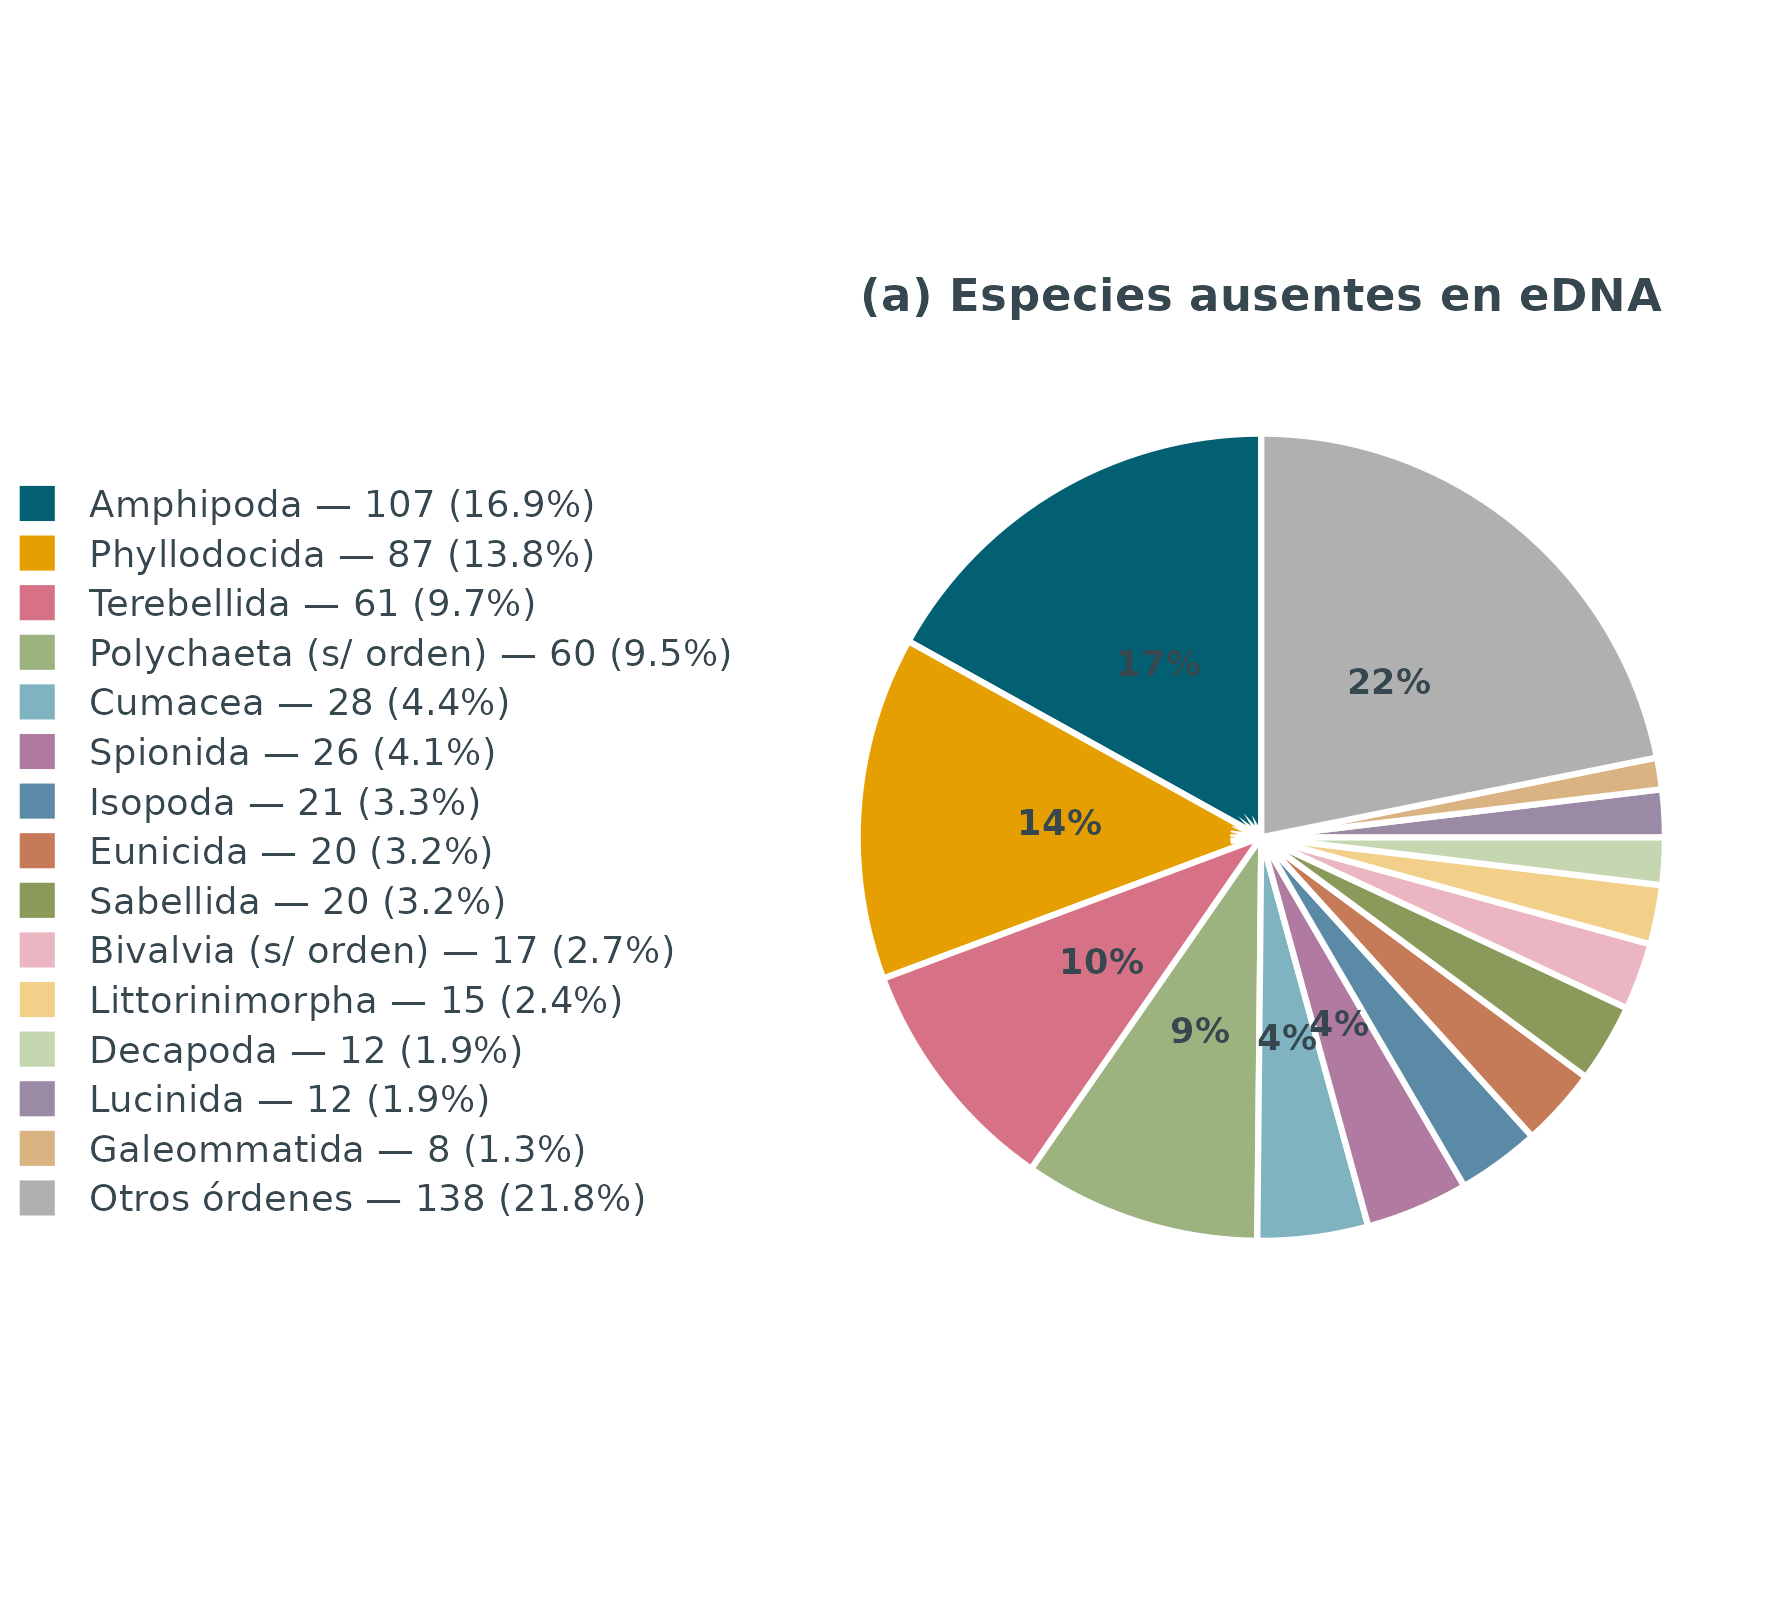 (a) Especies ausentes en eDNA
Amphipoda — 107 (16.9%)
Phyllodocida — 87 (13.8%)
Terebellida — 61 (9.7%)
Polychaeta (s/ orden) — 60 (9.5%)
Cumacea — 28 (4.4%)
Spionida — 26 (4.1%)
Isopoda — 21 (3.3%)
Eunicida — 20 (3.2%)
Sabellida — 20 (3.2%)
Bivalvia (s/ orden) — 17 (2.7%)
Littorinimorpha — 15 (2.4%)
Decapoda — 12 (1.9%)
Lucinida — 12 (1.9%)
Galeommatida — 8 (1.3%)
Otros órdenes — 138 (21.8%)
17%
22%
14%
10%
9%
4%
4%